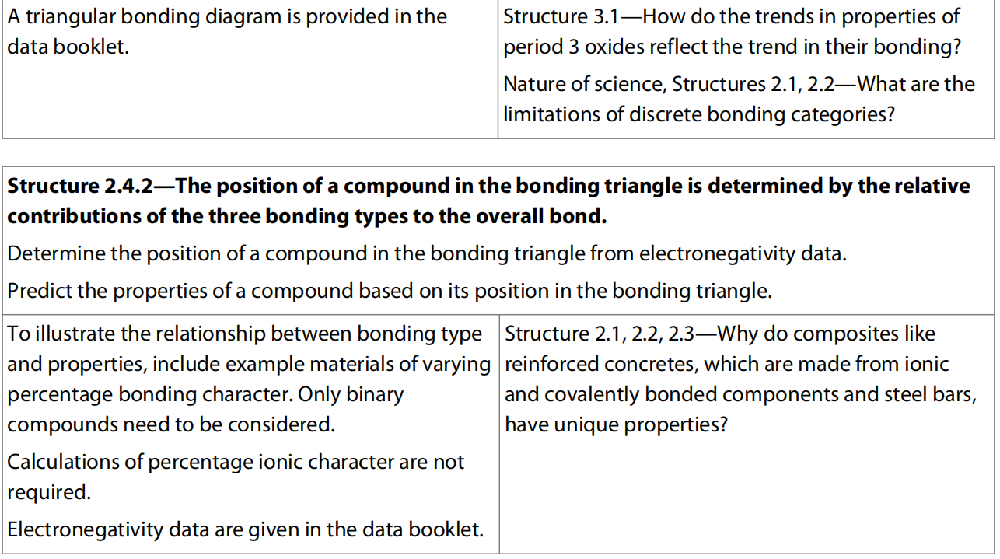 A triangular bonding diagram is provided in the
data booklet.
Structure 3.1—How do the trends in properties of
period 3 oxides reflect the trend in their bonding?
Nature of science, Structures 2.1, 2.2—What are the
limitations of discrete bonding categories?
Structure 2.4.2—The position of a compound in the bonding triangle is determined by the relative
contributions of the three bonding types to the overall bond.
Determine the position of a compound in the bonding triangle from electronegativity data.
Predict the properties of a compound based on its position in the bonding triangle.
To illustrate the relationship between bonding type
and properties, include example materials of varying
percentage bonding character. Only binary
compounds need to be considered.
Calculations of percentage ionic character are not
required.
Electronegativity data are given in the data booklet.
Structure 2.1, 2.2, 2.3—Why do composites like
reinforced concretes, which are made from ionic
and covalently bonded components and steel bars,
have unique properties?